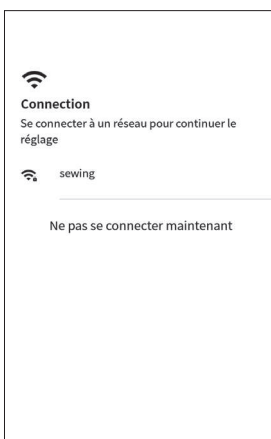 Connection
Se connecter à un réseau pour continuer le
réglage
sewing
Ne pas se connecter maintenant